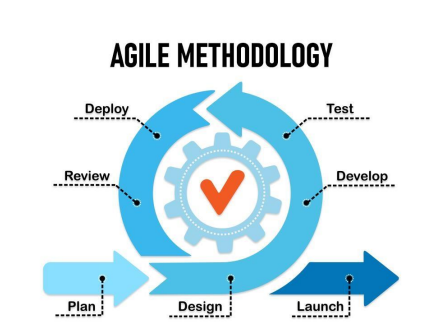 AGILE METHODOLOGY
Deploy
Test
Review
Develop
Plan
Design
Launch